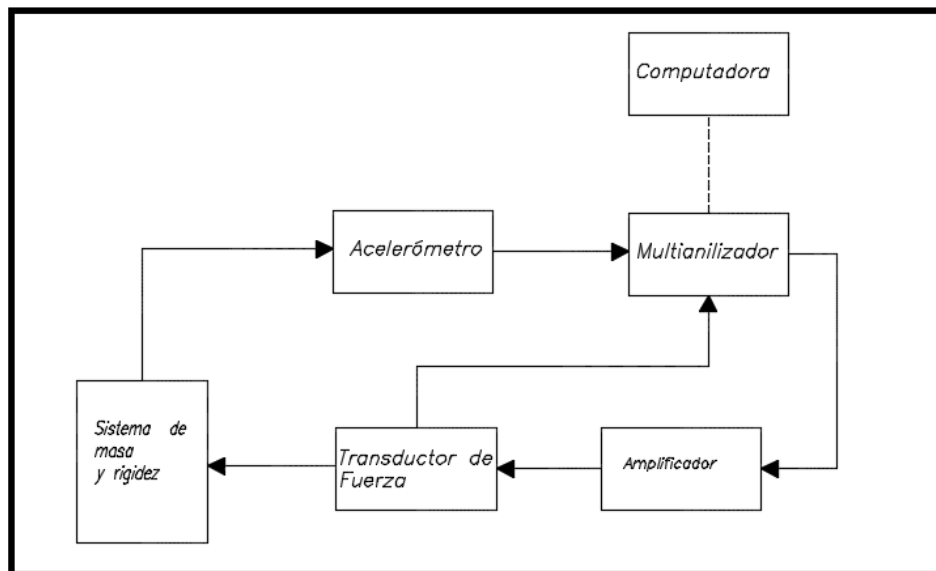 Computadora
Acelerómetro
Multianilizador
Sistema de
masa
y rigidez
Transductor de
Fuerza
Amplificador